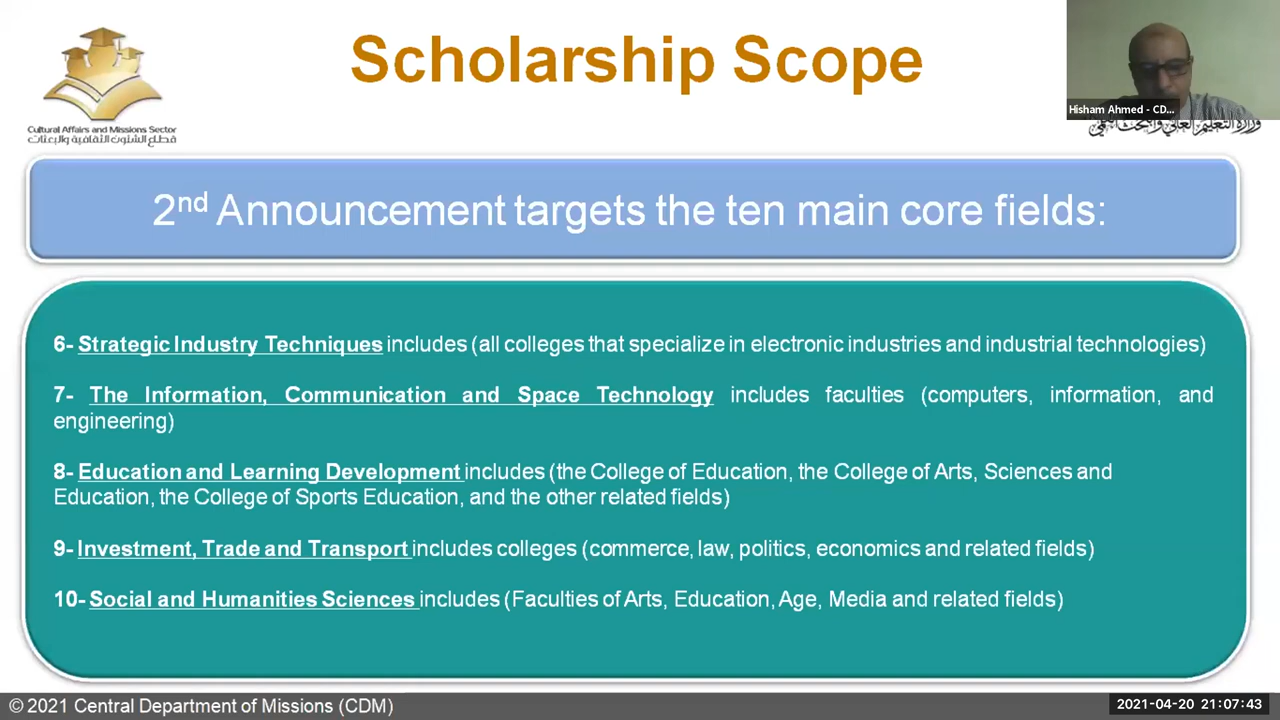 Scholarship Scope
Cultural Affairs and Missions Sector
قطاع الشئون الثقافية والبعثات
Hisham Ahmed - CD...
وزارة التعليم العالي والبحث العلمي
2nd Announcement targets the ten main core fields:
6- Strategic Industry Techniques includes (all colleges that specialize in electronic industries and industrial technologies)
7- The Information, Communication and Space Technology includes faculties (computers, information, and
engineering)
8- Education and Learning Development includes (the College of Education, the College of Arts, Sciences and
Education, the College of Sports Education, and the other related fields)
9- Investment, Trade and Transport includes colleges (commerce, law, politics, economics and related fields)
10- Social and Humanities Sciences includes (Faculties of Arts, Education, Age, Media and related fields)
© 2021 Central Department of Missions (CDM)
2021-04-20 21:07:43